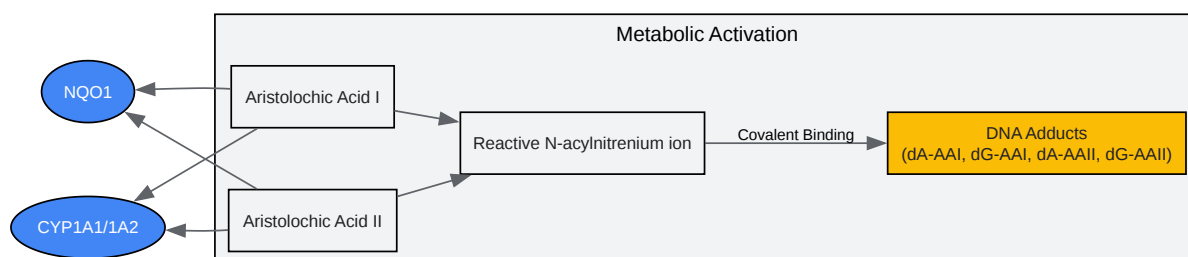 Metabolic Activation
NQO1
Aristolochic Acid I
Reactive N-acylnitrenium ion
Covalent Binding
DNA Adducts
(dA-AAI, dG-AAI, dA-AAII, dG-AAII)
CYP1A1/1A2
Aristolochic Acid II